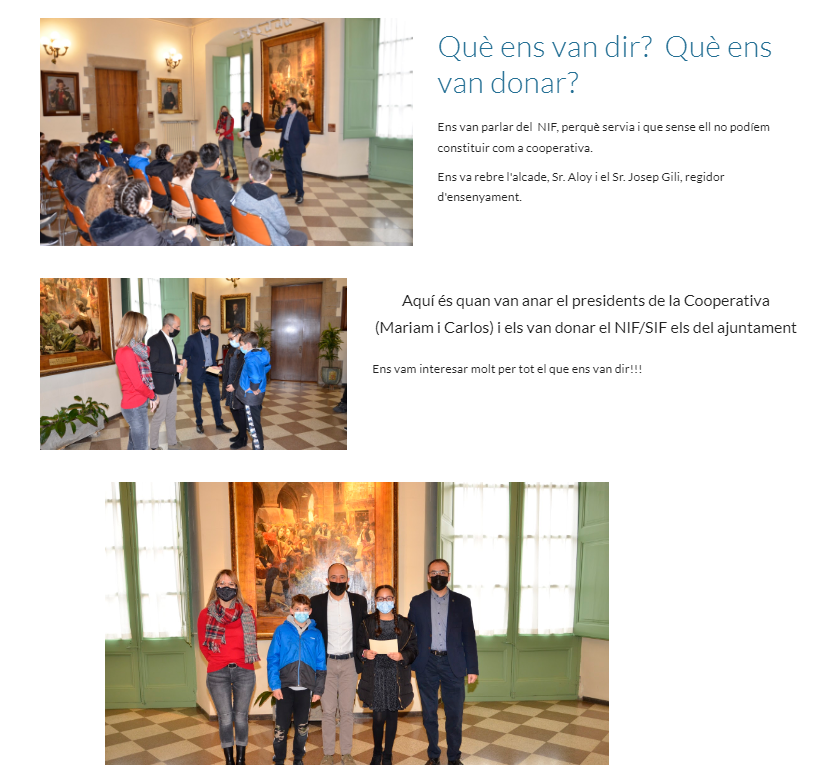 Què ens van dir?  Què ens
van donar?
Ens van parlar del  NIF, perquè servia i que sense ell no podíem
constituir com a cooperativa.
Ens va rebre l'alcade, Sr. Aloy i el Sr. Josep Gili, regidor
d'ensenyament.
Aquí és quan van anar el presidents de la Cooperativa
(Mariam i Carlos) i els van donar el NIF/SIF els del ajuntament
Ens vam interesar molt per tot el que ens van dir!!!